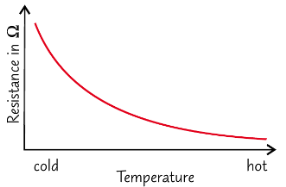 Resistance in Ω
cold
hot
Temperature